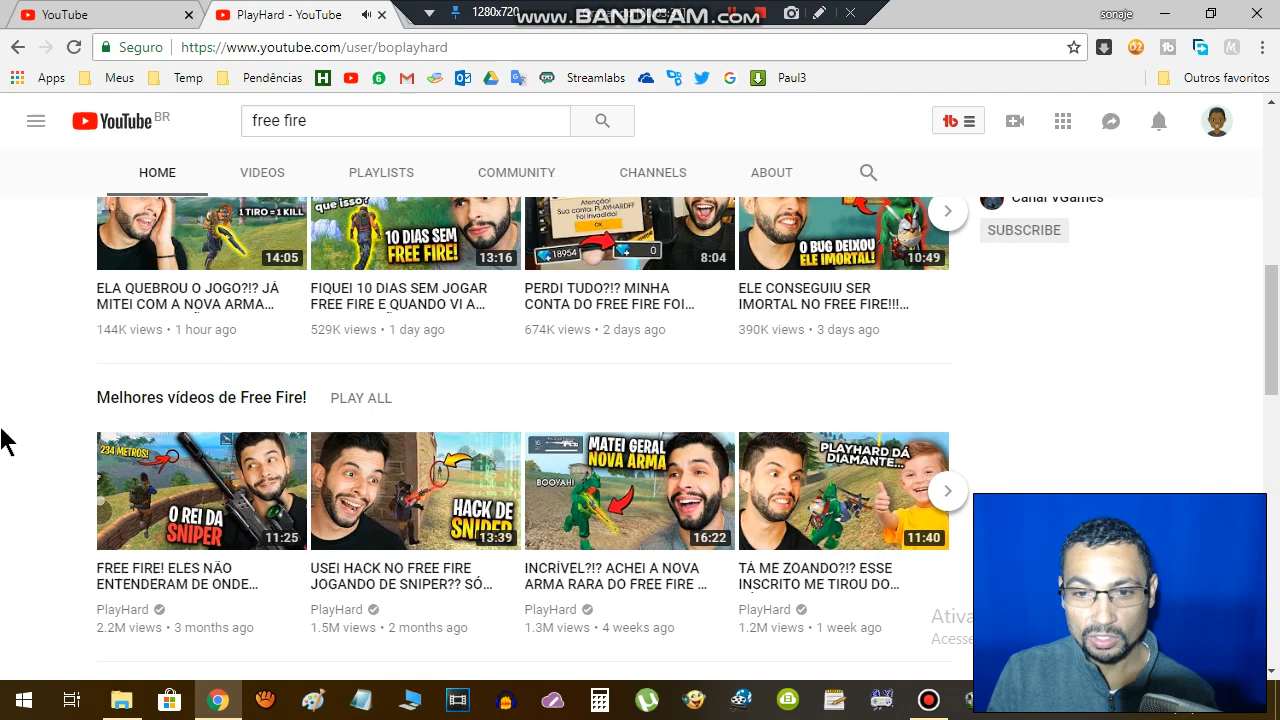 YouTube
PlayHard - YouTube
1280x720
www.BANDICAM.com
sonaje
Seguro
https://www.youtube.com/user/boplayhard
Apps
Meus
Temp
Pendências
Streamlabs
Paul3
Outros favoritos
YouTube BR
free fire
HOME
VIDEOS
PLAYLISTS
COMMUNITY
CHANNELS
ABOUT
Canal VGames
SUBSCRIBE
1 TIRO = 1 KILL
14:05
que isso?
10 DIAS SEM
FREE FIRE!
13:16
Atenção!
Sua conta: PLAYHARDFF
Foi Invadida!
OK
18954
0
8:04
O BUG DEIXOU
ELE IMORTAL!
10:49
ELA QUEBROU O JOGO?!? JÁ
MITEI COM A NOVA ARMA...
144K views • 1 hour ago
FIQUEI 10 DIAS SEM JOGAR
FREE FIRE E QUANDO VI A...
529K views • 1 day ago
PERDI TUDO?!? MINHA
CONTA DO FREE FIRE FOI...
674K views • 2 days ago
ELE CONSEGUIU SER
IMORTAL NO FREE FIRE!!!...
390K views • 3 days ago
Melhores vídeos de Free Fire!
PLAY ALL
234 METROS!
O REI DA
SNIPER
11:25
HACK DE
SNIPER
13:39
MATEI GERAL
NOVA ARMA
BOOYAH!
16:22
PLAYHARD DÁ
DIAMANTE...
11:40
FREE FIRE! ELES NÃO
ENTENDERAM DE ONDE...
PlayHard
2.2M views • 3 months ago
USEI HACK NO FREE FIRE
JOGANDO DE SNIPER?? SÓ...
PlayHard
1.5M views • 2 months ago
INCRÍVEL?!? ACHEI A NOVA
ARMA RARA DO FREE FIRE ...
PlayHard
1.3M views • 4 weeks ago
TÁ ME ZOANDO?!? ESSE
INSCRITO ME TIROU DO...
PlayHard
1.2M views • 1 week ago
Ativa
Acesse